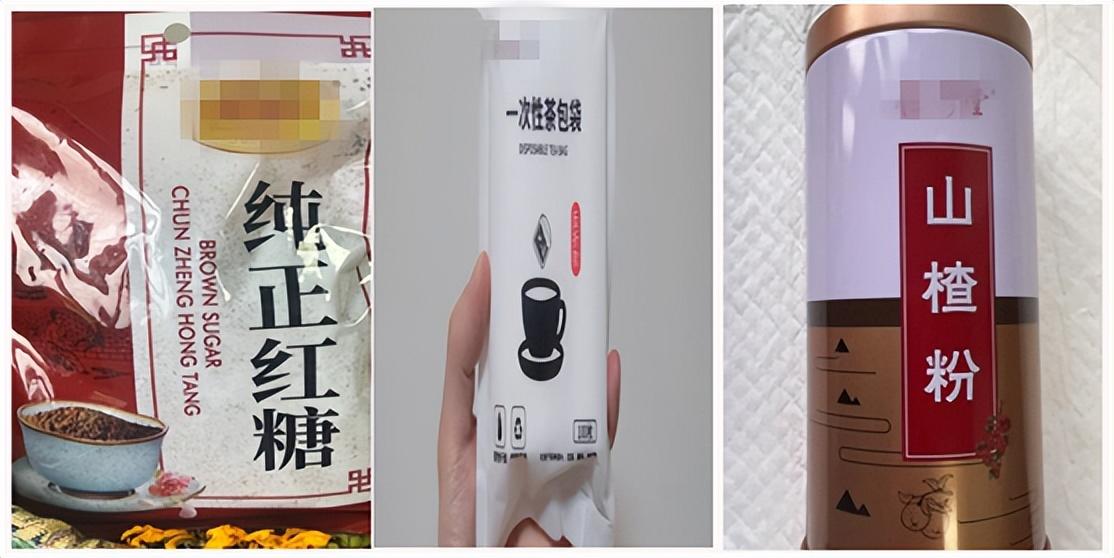 纯正红糖
BROWN SUGAR
CHUN ZHENG HONG TANG
一次性茶包袋
DISPOSABLE TEA BAG
山楂粉